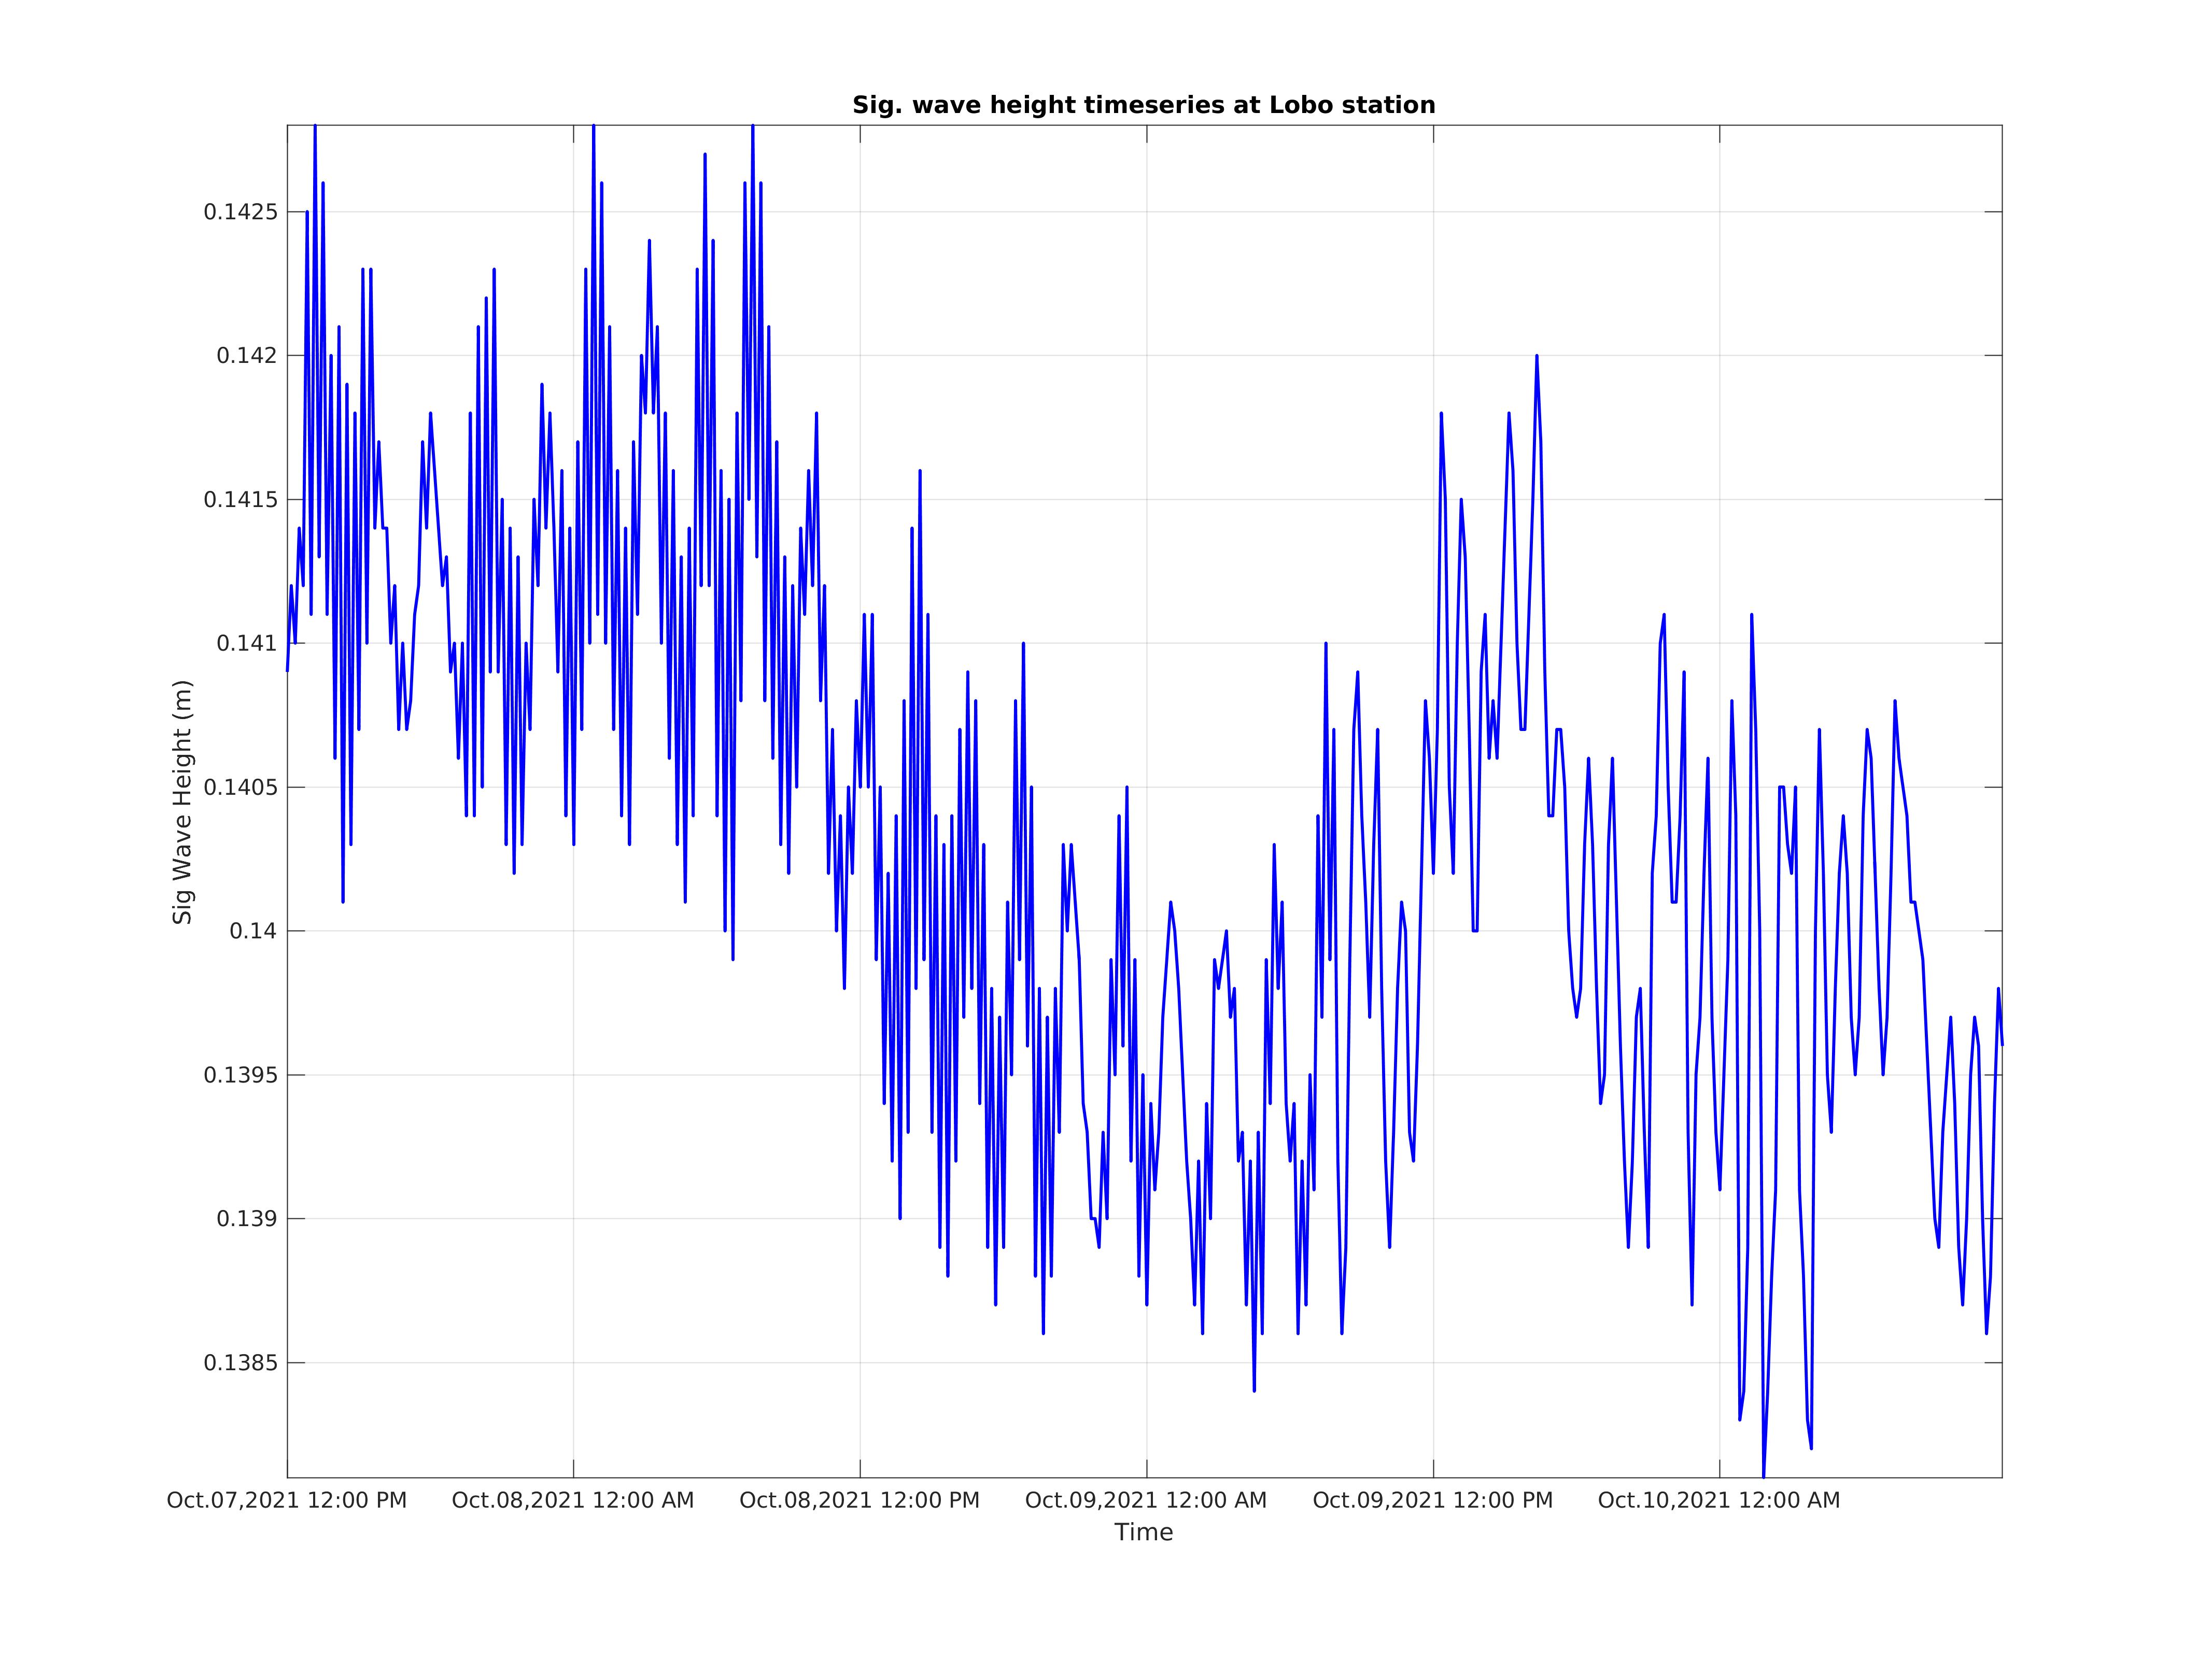 Sig. wave height timeseries at Lobo station
0.1425
0.142
0.1415
0.141
0.1405
0.14
0.1395
0.139
0.1385
Sig Wave Height (m)
Oct.07,2021 12:00 PM Oct.08,2021 12:00 AM Oct.08,2021 12:00 PM Oct.09,2021 12:00 AM Oct.09,2021 12:00 PM Oct.10,2021 12:00 AM
Time